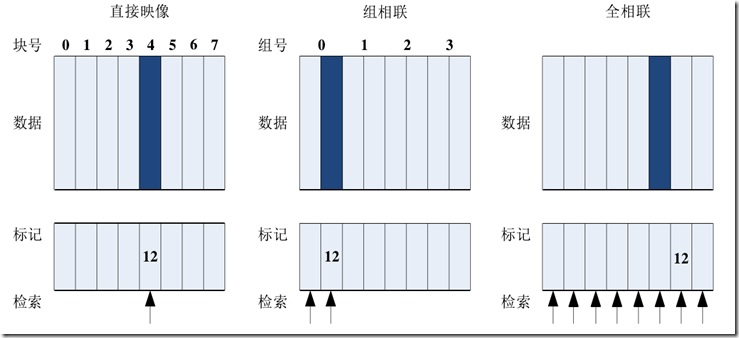 直接映像 组相联 全相联
块号 0 1 2 3 4 5 6 7 组号 0 1 2 3
数据 数据 数据
标记 12 标记 12 标记 12
检索 检索 检索